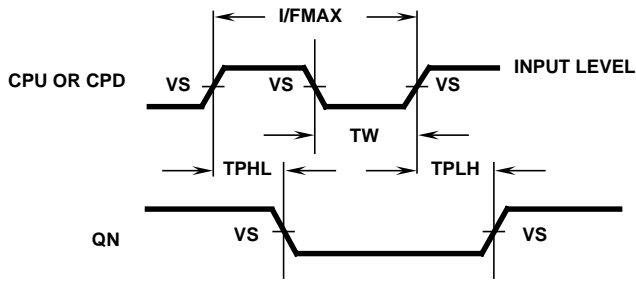 I/FMAX
CPU OR CPD VS VS VS INPUT LEVEL
TW
TPHL TPLH
QN VS VS